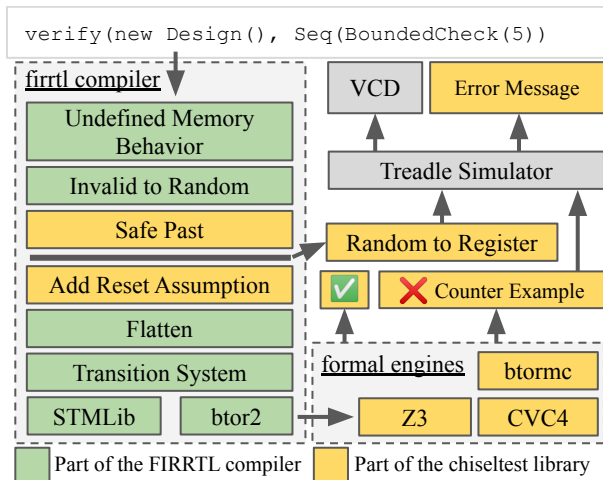 verify(new Design(), Seq(BoundedCheck(5))
firrtl compiler
Undefined Memory
Behavior
Invalid to Random
Safe Past
Add Reset Assumption
Flatten
Transition System
STMLib
btor2
VCD
Error Message
Treadle Simulator
Random to Register
✅
❌ Counter Example
formal engines
btormc
Z3
CVC4
Part of the FIRRTL compiler
Part of the chiseltest library